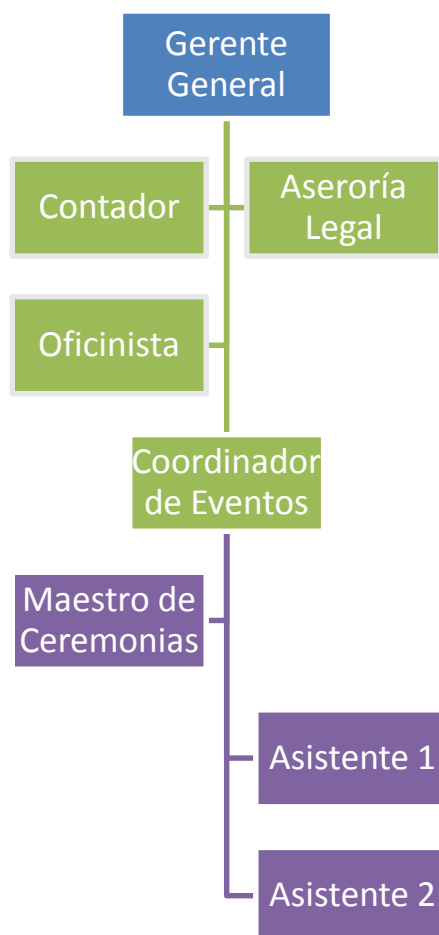 Gerente
General
Contador
Aseroría
Legal
Oficinista
Coordinador
de Eventos
Maestro de
Ceremonias
Asistente 1
Asistente 2